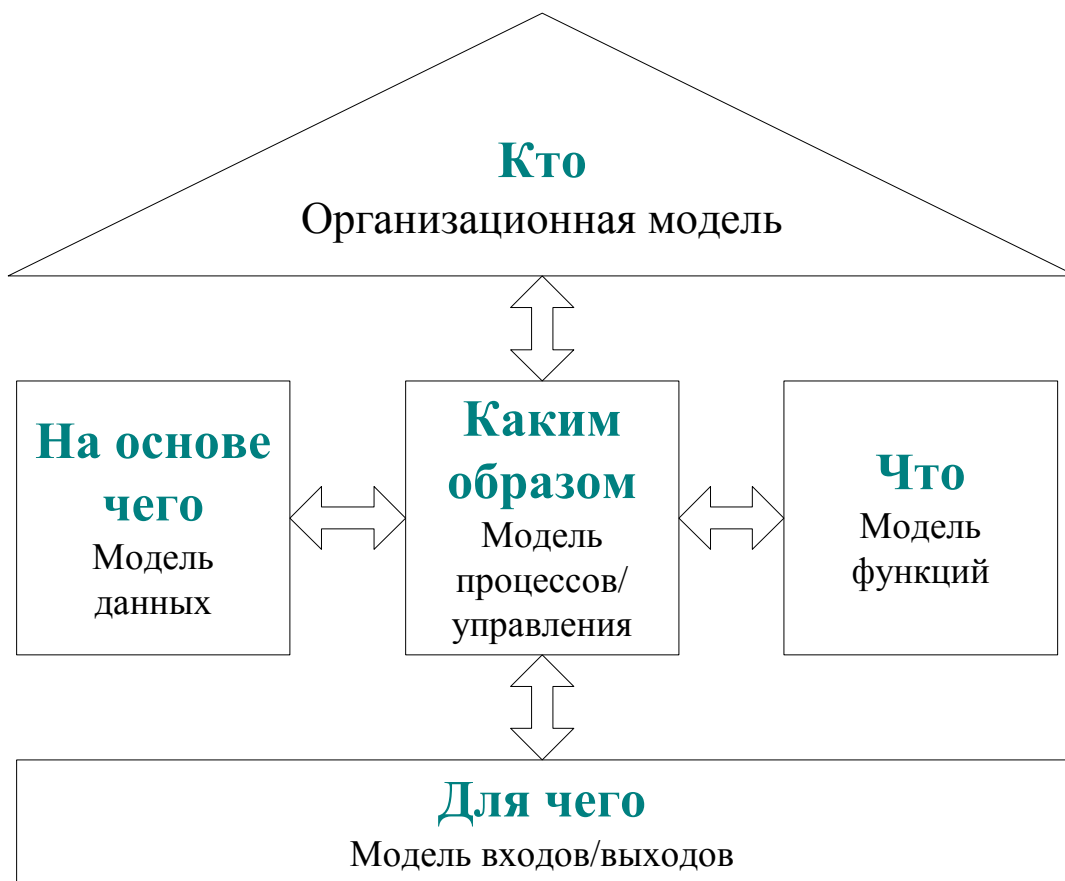 Кто
Организационная модель
На основе
чего
Модель
данных
Каким
образом
Модель
процессов/
управления
Что
Модель
функций
Для чего
Модель входов/выходов